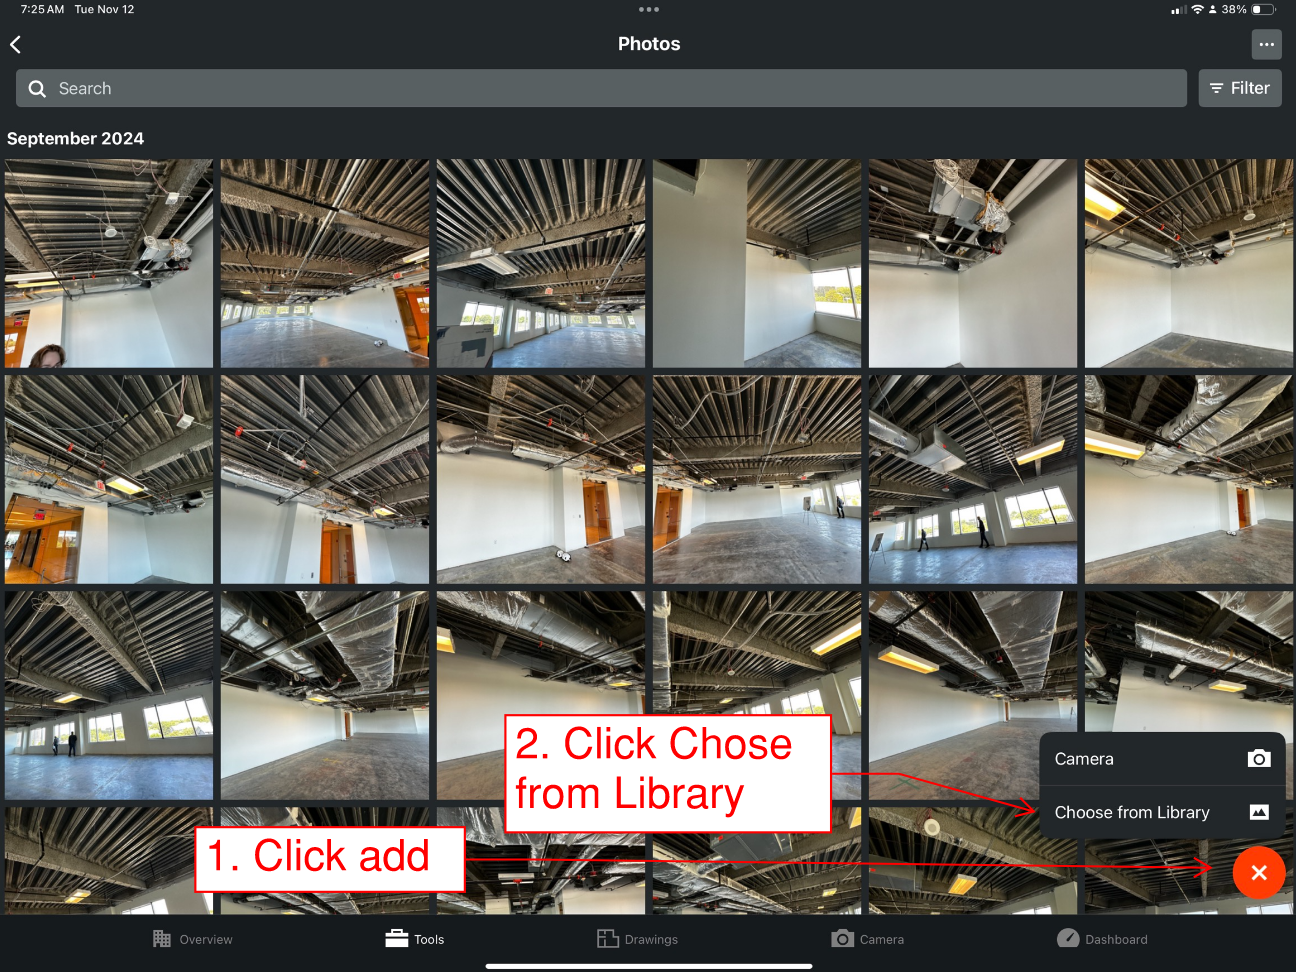 7:25 AM Tue Nov 12
38%
Photos
Search
Filter
September 2024
2. Click Chose
from Library
Camera
Choose from Library
1. Click add
Overview
Tools
Drawings
Camera
Dashboard